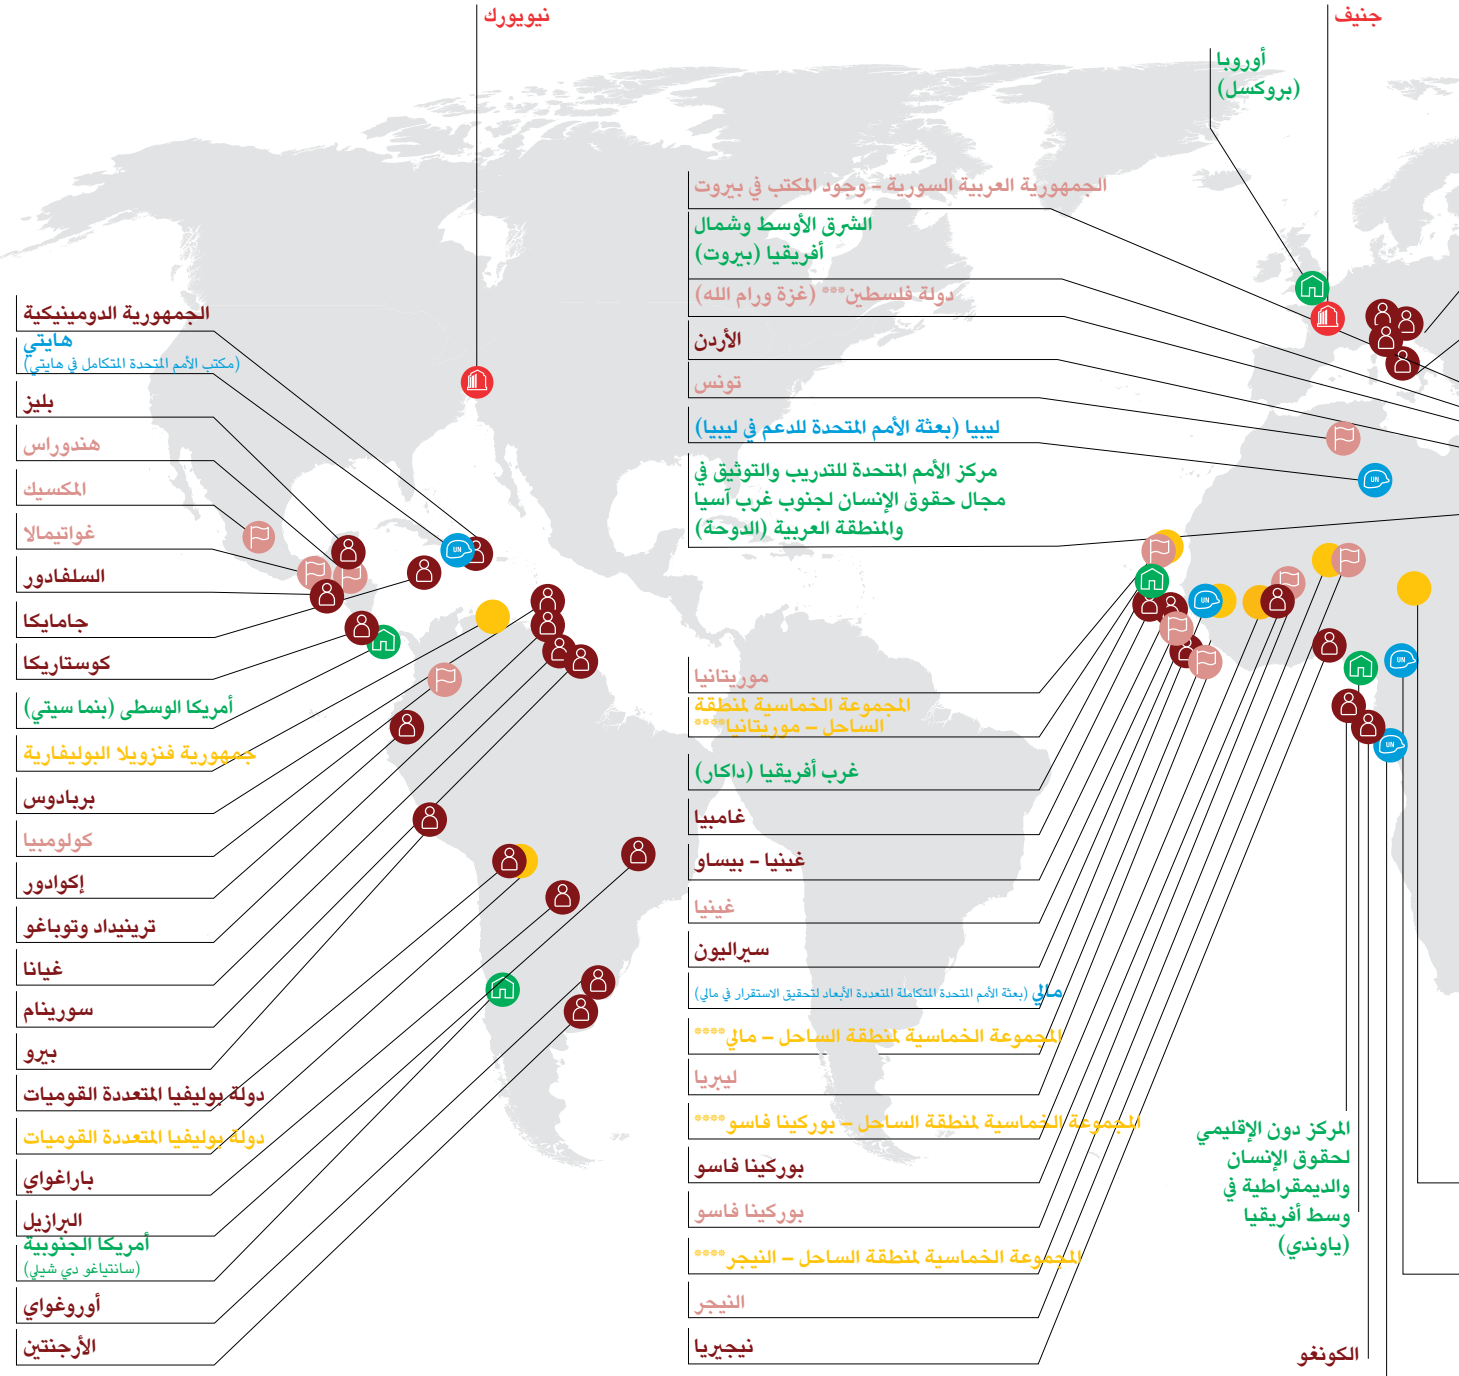 نيويورك
جنيف
أوروبا
(بروكسل)
الجمهورية العربية السورية – وجود المكتب في بيروت
الشرق الأوسط وشمال
أفريقيا (بيروت)
دولة فلسطين*** (غزة ورام الله)
الأردن
تونس
ليبيا (بعثة الأمم المتحدة للدعم في ليبيا)
مركز الأمم المتحدة للتدريب والتوثيق في
مجال حقوق الإنسان لجنوب غرب آسيا
والمنطقة العربية (الدوحة)
موريتانيا
المجموعة الخماسية لمنطقة
الساحل – موريتانيا****
غرب أفريقيا (داكار)
غامبيا
غينيا – بيساو
غينيا
سيراليون
مالي (بعثة الأمم المتحدة المتكاملة المتعددة الأبعاد لتحقيق الاستقرار في مالي)
المجموعة الخماسية لمنطقة الساحل – مالي****
ليبريا
المجموعة الخماسية لمنطقة الساحل – بوركينا فاسو****
بوركينا فاسو
بوركينا فاسو
المجموعة الخماسية لمنطقة الساحل – النيجر****
النيجر
نيجيريا
المركز دون الإقليمي
لحقوق الإنسان
والديمقراطية في
وسط أفريقيا
(ياوندي)
الكونغو
الجمهورية الدومينيكية
هايتي
(مكتب الأمم المتحدة المتكامل في هايتي)
بليز
هندوراس
المكسيك
غواتيمالا
السلفادور
جامايكا
كوستاريكا
أمريكا الوسطى (بنما سيتي)
جمهورية فنزويلا البوليفارية
بربادوس
كولومبيا
إكوادور
ترينيداد وتوباغو
غيانا
سورينام
بيرو
دولة بوليفيا المتعددة القوميات
دولة بوليفيا المتعددة القوميات
باراغواي
البرازيل
أمريكا الجنوبية
(سانتياغو دي شيلي)
أوروغواي
الأرجنتين
UN
UN
UN
UN
UN